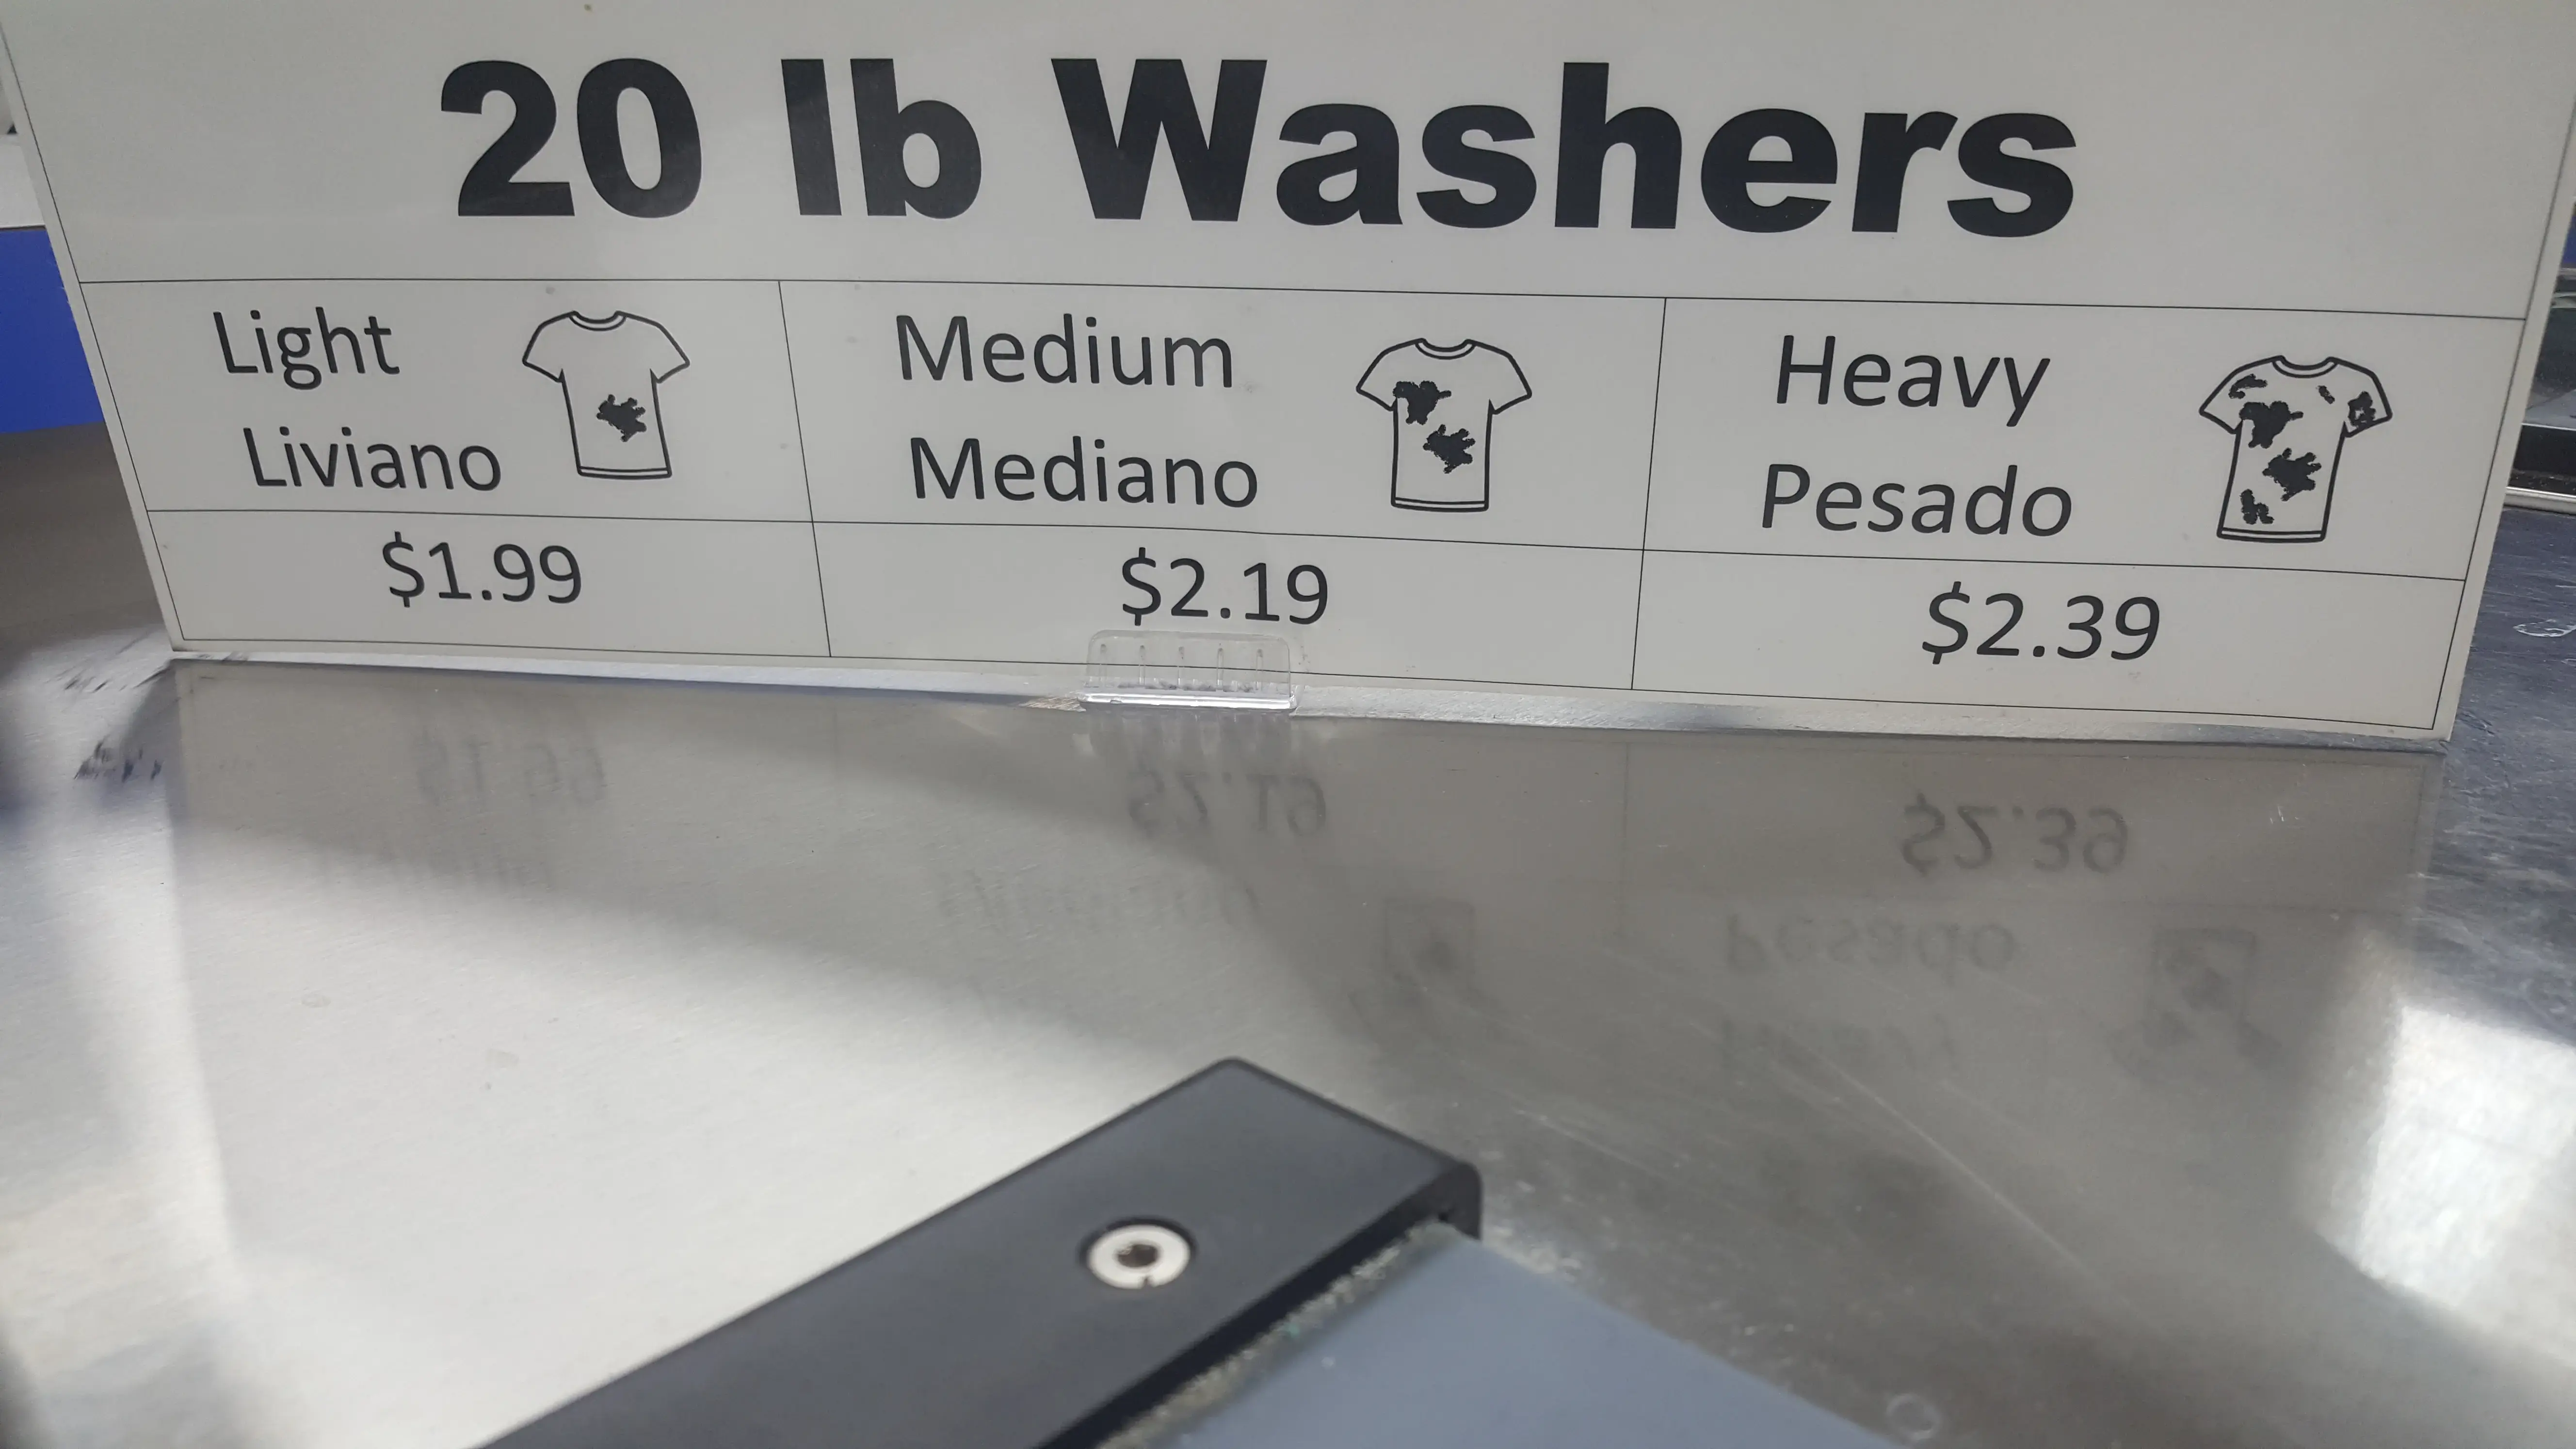 20 lb Washers
Light
Liviano
Medium
Mediano
Heavy
Pesado
$1.99
$2.19
$2.39